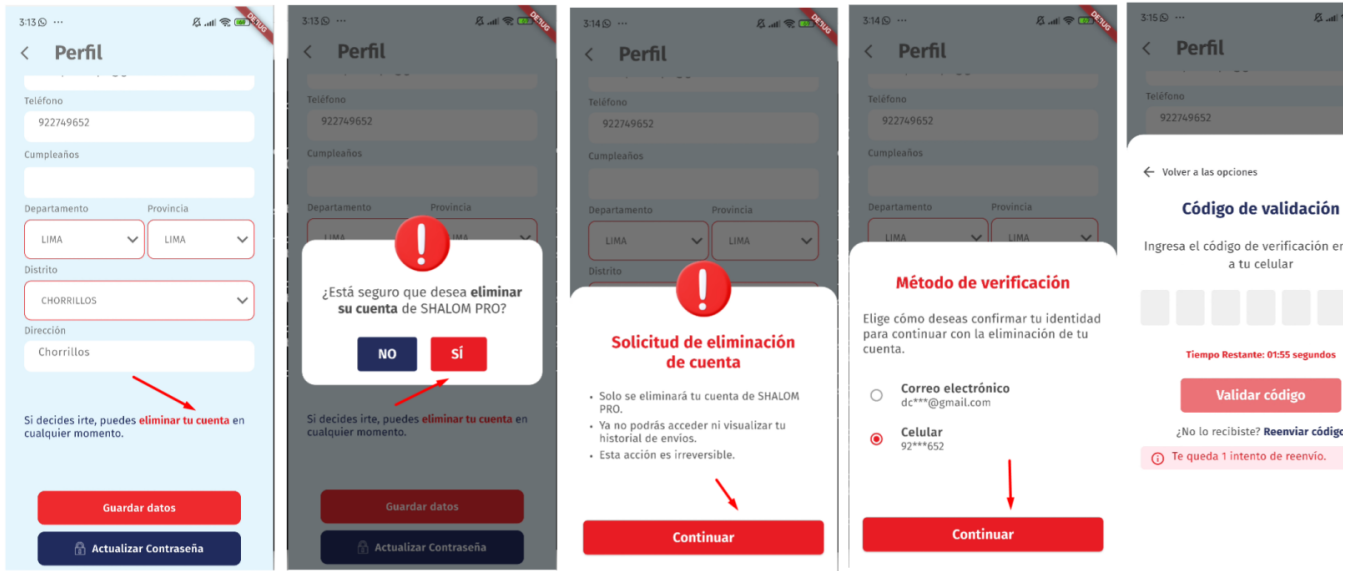 3:13
DEBUG
Perfil
Teléfono
922749652
Cumpleaños
Departamento
Provincia
LIMA
LIMA
Distrito
CHORRILLOS
Dirección
Chorrillos
Si decides irte, puedes eliminar tu cuenta en
cualquier momento.
Guardar datos
Actualizar Contraseña
3:13
DEBUG
Perfil
Teléfono
922749652
Cumpleaños
Departamento
Provincia
LIMA
LIMA
¿Está seguro que desea eliminar
su cuenta de SHALOM PRO?
NO
SÍ
Si decides irte, puedes eliminar tu cuenta en
cualquier momento.
Guardar datos
Actualizar Contraseña
3:14
DEBUG
Perfil
Teléfono
922749652
Cumpleaños
Departamento
Provincia
LIMA
LIMA
Distrito
Solicitud de eliminación
de cuenta
• Solo se eliminará tu cuenta de SHALOM
PRO.
• Ya no podrás acceder ni visualizar tu
historial de envíos.
• Esta acción es irreversible.
Continuar
3:14
DEBUG
Perfil
Teléfono
922749652
Cumpleaños
Departamento
Provincia
LIMA
LIMA
Método de verificación
Elige cómo deseas confirmar tu identidad
para continuar con la eliminación de tu
cuenta.
Correo electrónico
dc***@gmail.com
Celular
92***652
Continuar
3:15
Perfil
Teléfono
922749652
Volver a las opciones
Código de validación
Ingresa el código de verificación en
a tu celular
Tiempo Restante: 01:55 segundos
Validar código
¿No lo recibiste? Reenviar código
Te queda 1 intento de reenvío.